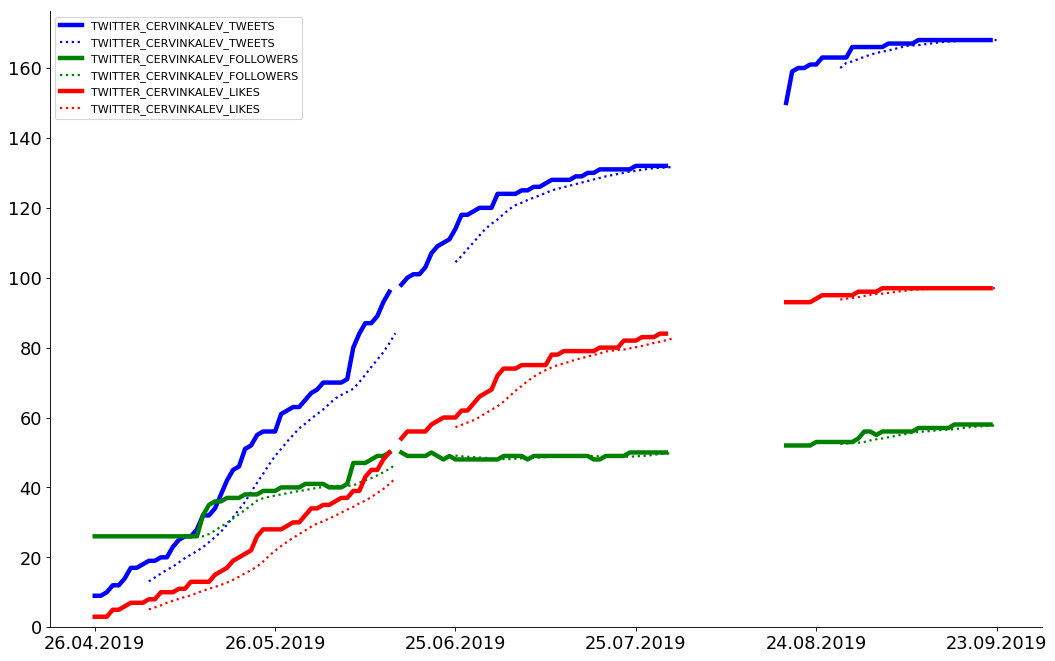 TWITTER_CERVINKALEV_TWEETS
TWITTER_CERVINKALEV_TWEETS
TWITTER_CERVINKALEV_FOLLOWERS
TWITTER_CERVINKALEV_FOLLOWERS
TWITTER_CERVINKALEV_LIKES
TWITTER_CERVINKALEV_LIKES
160
140
120
100
80
60
40
20
0
26.04.2019 26.05.2019 25.06.2019 25.07.2019 24.08.2019 23.09.2019